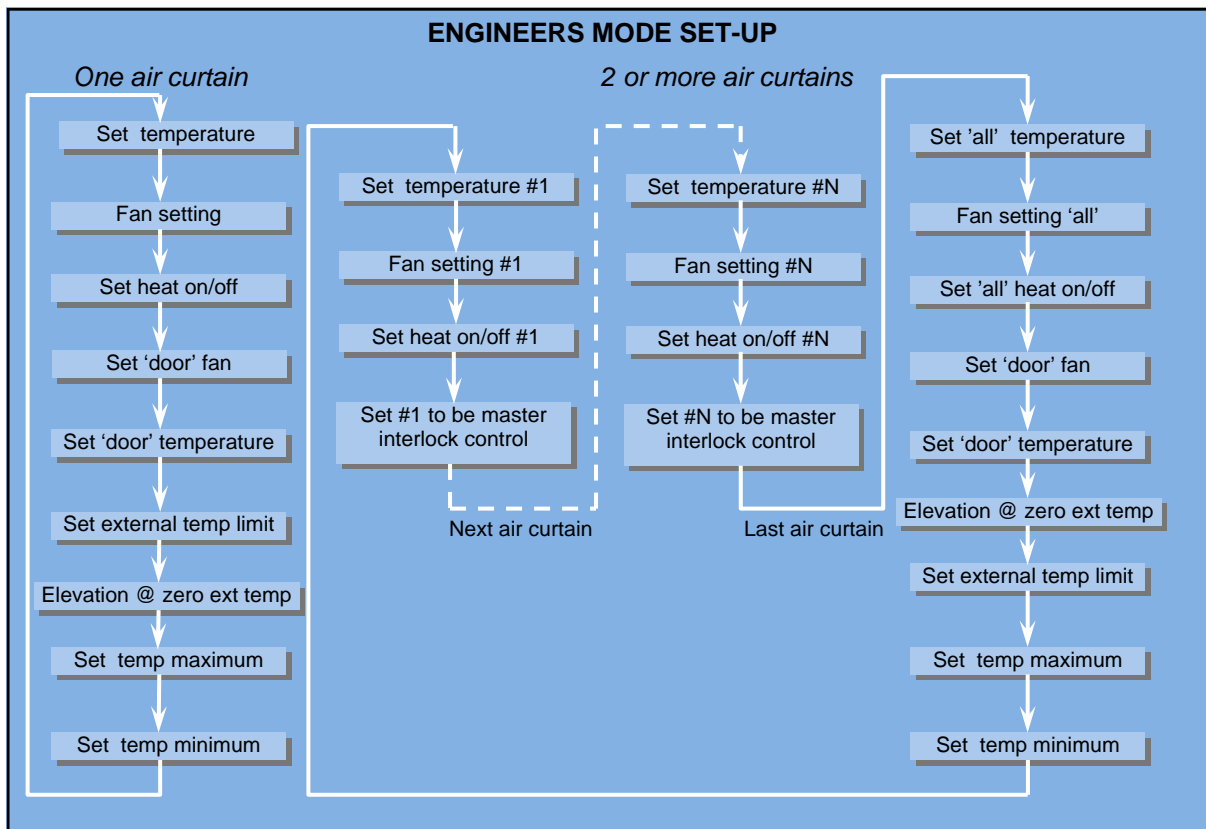 ENGINEERS MODE SET-UP
One air curtain
Set temperature
Fan setting
Set heat on/off
Set ‘door’ fan
Set ‘door’ temperature
Set external temp limit
Elevation @ zero ext temp
Set temp maximum
Set temp minimum
2 or more air curtains
Set temperature #1
Fan setting #1
Set heat on/off #1
Set #1 to be master
interlock control
Next air curtain
Set temperature #N
Fan setting #N
Set heat on/off #N
Set #N to be master
interlock control
Last air curtain
Set ’all’ temperature
Fan setting ‘all’
Set ’all’ heat on/off
Set ‘door’ fan
Set ‘door’ temperature
Elevation @ zero ext temp
Set external temp limit
Set temp maximum
Set temp minimum